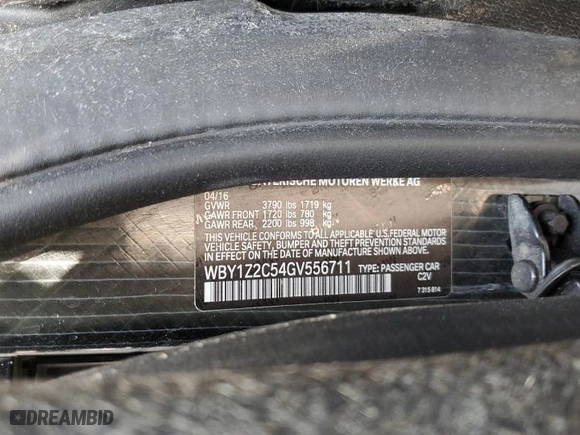 BAYERISCHE MOTOREN WERKE AG
04/16
GVWR 3790 lbs 1719 kg
GAWR FRONT 1720 lbs 780 kg
GAWR REAR 2200 lbs 998 kg
THIS VEHICLE CONFORMS TO ALL APPLICABLE U.S.FEDERAL MOTOR
VEHICLE SAFETY, BUMPER AND THEFT PREVENTION STANDARDS
IN EFFECT ON THE DATE OF MANUFACTURE SHOWN ABOVE.
WBY1Z2C54GV556711 TYPE: PASSENGER CAR
C2V
7315814
DREAMBID